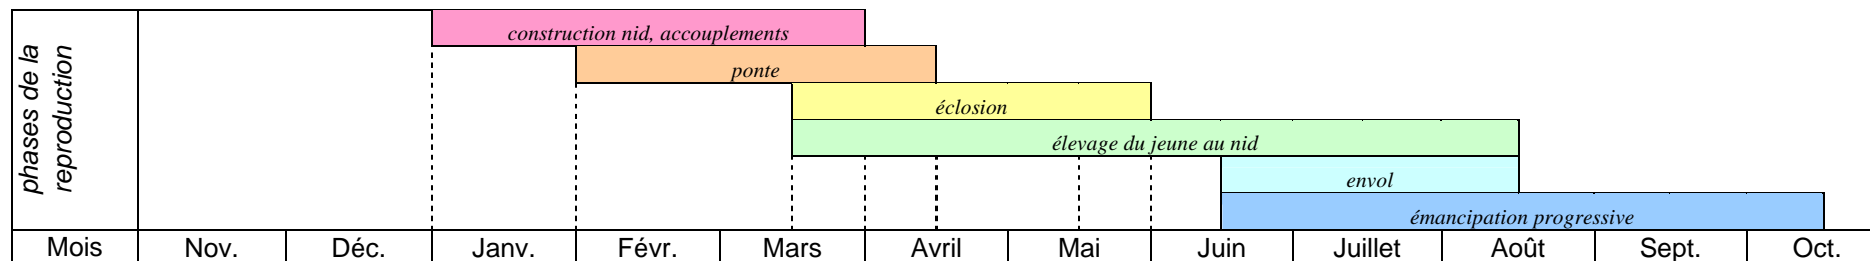 phases de la
reproduction
construction nid, accouplements
ponte
éclosion
élevage du jeune au nid
envol
émancipation progressive
Mois Nov. Déc. Janv. Févr. Mars Avril Mai Juin Juillet Août Sept. Oct.